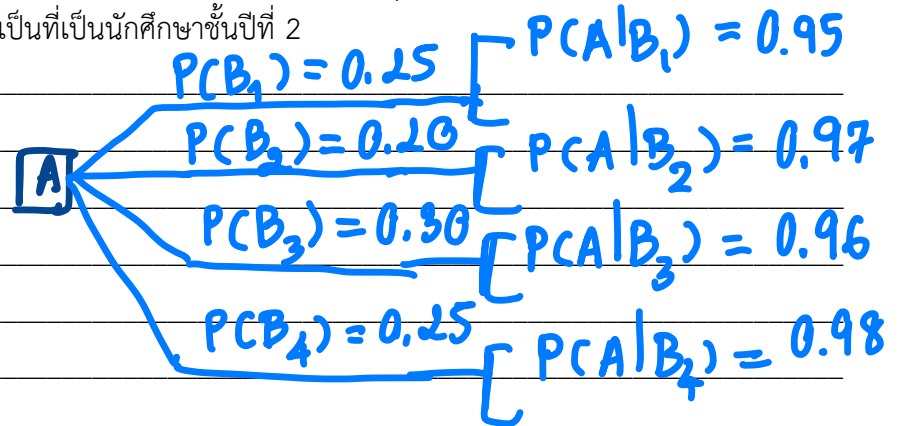 เป็นที่เป็นนักศึกษาชั้นปีที่ 2
P(B₁) = 0.25
P(A|B₁) = 0.95
P(B₂) = 0.20
P(A|B₂) = 0.97
A
P(B₃) = 0.30
P(A|B₃) = 0.96
P(B₄) = 0.25
P(A|B₄) = 0.98